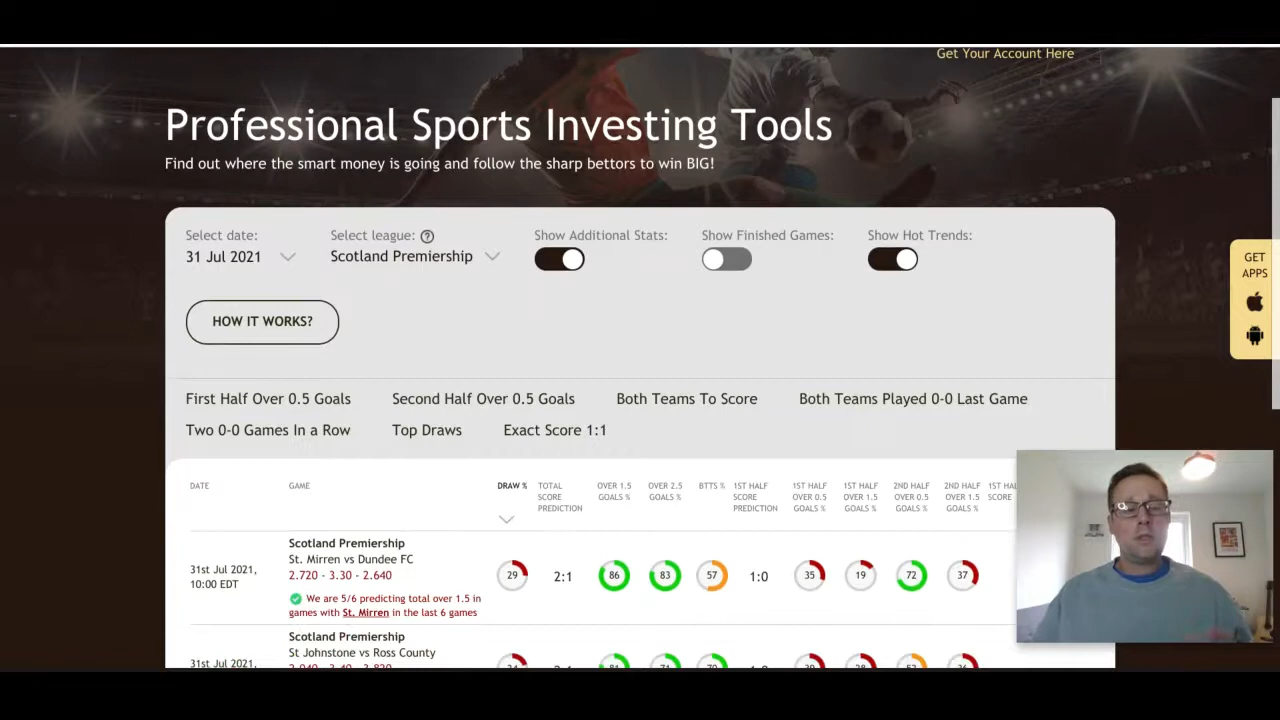 Get Your Account Here
Professional Sports Investing Tools
Find out where the smart money is going and follow the sharp bettors to win BIG!
Select date:
31 Jul 2021
Select league: ?
Scotland Premiership
Show Additional Stats:
Show Finished Games:
Show Hot Trends:
GET
APPS
HOW IT WORKS?
First Half Over 0.5 Goals
Second Half Over 0.5 Goals
Both Teams To Score
Both Teams Played 0-0 Last Game
Two 0-0 Games In a Row
Top Draws
Exact Score 1:1
DATE
GAME
DRAW %
TOTAL
SCORE
PREDICTION
OVER 1.5
GOALS %
OVER 2.5
GOALS %
BTTS %
1ST HALF
SCORE
PREDICTION
1ST HALF
OVER 0.5
GOALS %
1ST HALF
OVER 1.5
GOALS %
2ND HALF
OVER 0.5
GOALS %
2ND HALF
OVER 1.5
GOALS %
1ST HAL
SCORE
31st Jul 2021,
10:00 EDT
Scotland Premiership
St. Mirren vs Dundee FC
2.720 - 3.30 - 2.640
We are 5/6 predicting total over 1.5 in
games with St. Mirren in the last 6 games
29
2:1
86
83
57
1:0
35
19
72
37
31st Jul 2021,
Scotland Premiership
St Johnstone vs Ross County